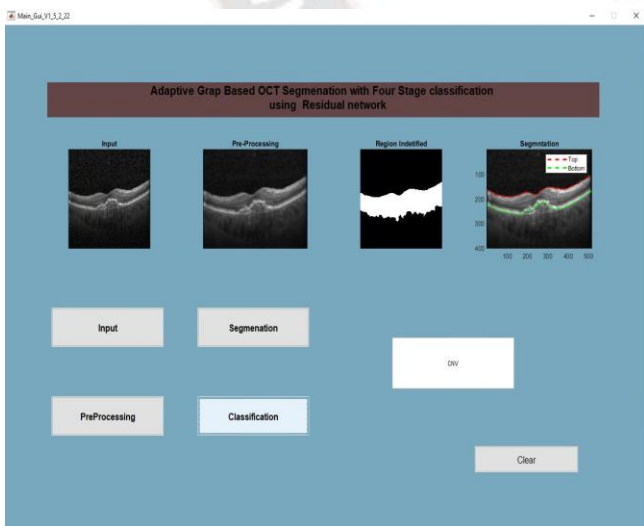 Main_Gui_V1_5_2_22
Adaptive Grap Based OCT Segmenation with Four Stage classification
using Residual network
Input
Pre-Processing
Region Indetified
Segmntation
Top
Bottom
100
200
300
400
100 200 300 400 500
Input
Segmenation
CNV
PreProcessing
Classification
Clear